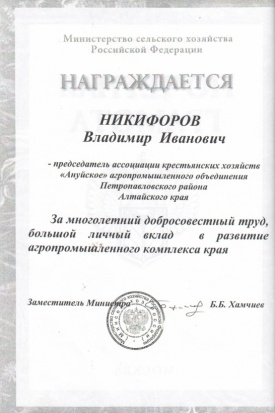 Министерство сельского хозяйства
Российской Федерации
НАГРАЖДАЕТСЯ
НИКИФОРОВ
Владимир Иванович
- председатель ассоциации крестьянских хозяйств
«Ануйское» агропромышленного объединения
Петропавловского района
Алтайского края
За многолетний добросовестный труд,
большой личный вклад в развитие
агропромышленного комплекса края
Заместитель Министра
Б.Б. Хамчиев